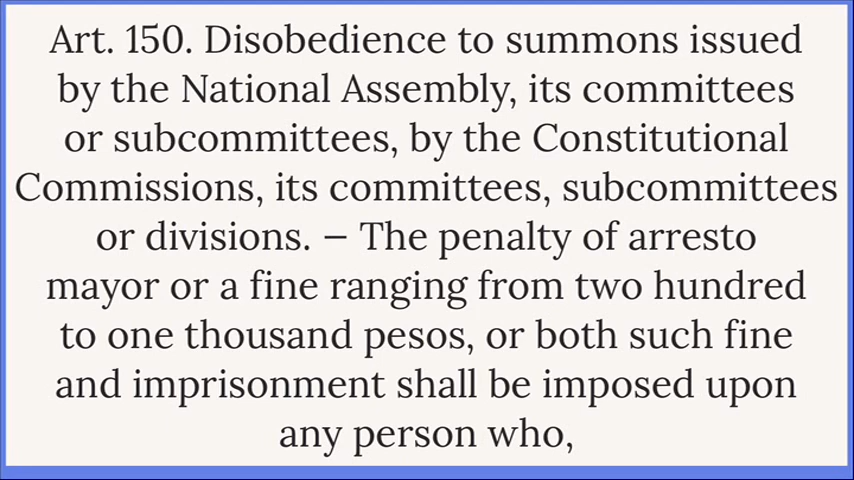 Art. 150. Disobedience to summons issued
by the National Assembly, its committees
or subcommittees, by the Constitutional
Commissions, its committees, subcommittees
or divisions. – The penalty of arresto
mayor or a fine ranging from two hundred
to one thousand pesos, or both such fine
and imprisonment shall be imposed upon
any person who,